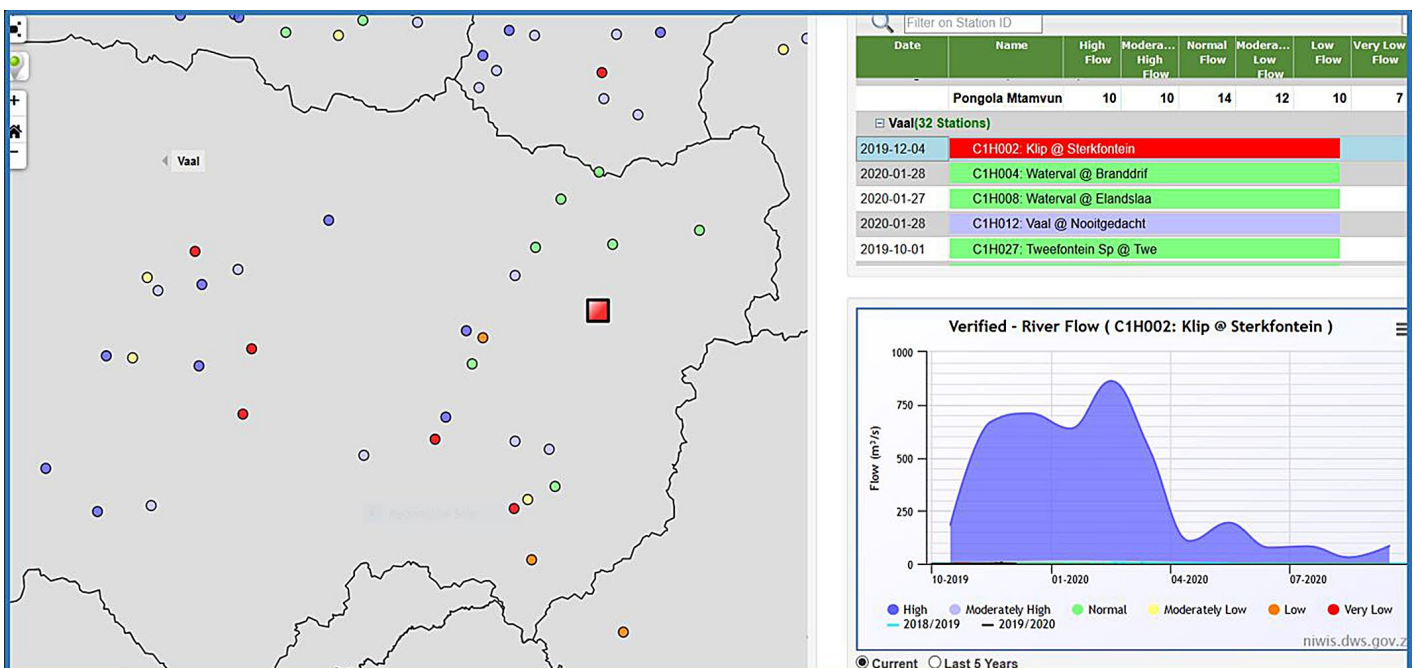 +
−
Vaal
Filter on Station ID
Date Name High Flow Modera... High Flow Normal Flow Modera... Low Flow Low Flow Very Low Flow
Pongola Mtamvun 10 10 14 12 10 7
Vaal(32 Stations)
2019-12-04 C1H002: Klip @ Sterkfontein
2020-01-28 C1H004: Waterval @ Branddrif
2020-01-27 C1H008: Waterval @ Elandslaa
2020-01-28 C1H012: Vaal @ Nooitgedacht
2019-10-01 C1H027: Tweefontein Sp @ Twe
Verified - River Flow ( C1H002: Klip @ Sterkfontein )
Flow (m³/s)
1000
750
500
250
0
10-2019 01-2020 04-2020 07-2020
High Moderately High Normal Moderately Low Low Very Low
2018/2019 2019/2020
niwis.dws.gov.z
Current Last 5 Years